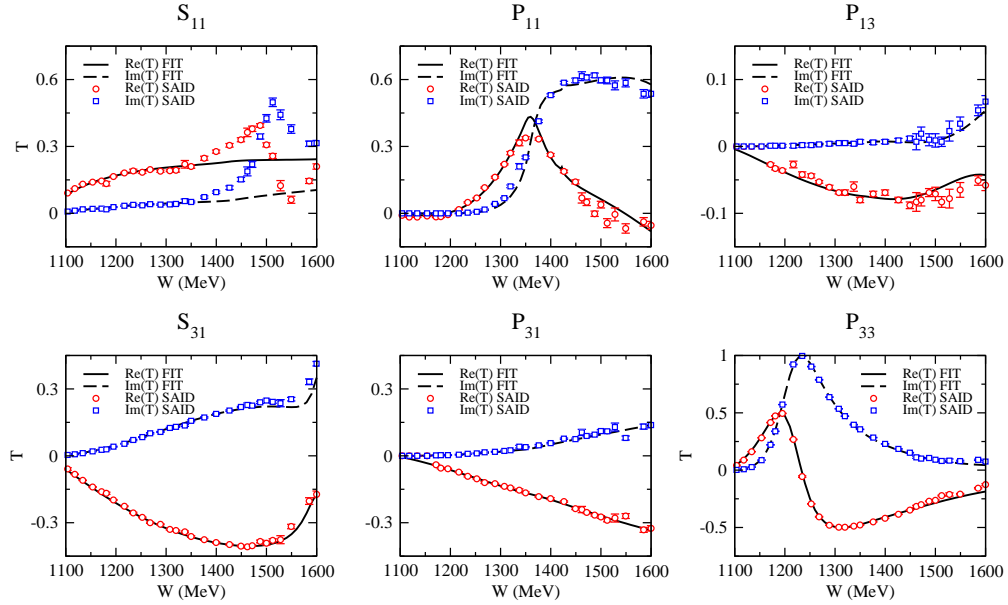 S11
P11
P13
0.6
0.3
0
T
Re(T) FIT
Im(T) FIT
Re(T) SAID
Im(T) SAID
1100 1200 1300 1400 1500 1600
W (MeV)
0.6
0.3
0
Re(T) FIT
Im(T) FIT
Re(T) SAID
Im(T) SAID
1100 1200 1300 1400 1500 1600
W (MeV)
0.1
0
-0.1
Re(T) FIT
Im(T) FIT
Re(T) SAID
Im(T) SAID
1100 1200 1300 1400 1500 1600
W (MeV)
S31
P31
P33
0.3
0
-0.3
T
Re(T) FIT
Im(T) FIT
Re(T) SAID
Im(T) SAID
1100 1200 1300 1400 1500 1600
W (MeV)
0.3
0
-0.3
Re(T) FIT
Im(T) FIT
Re(T) SAID
Im(T) SAID
1100 1200 1300 1400 1500 1600
W (MeV)
1
0.5
0
-0.5
T
Re(T) FIT
Im(T) FIT
Re(T) SAID
Im(T) SAID
1100 1200 1300 1400 1500 1600
W (MeV)